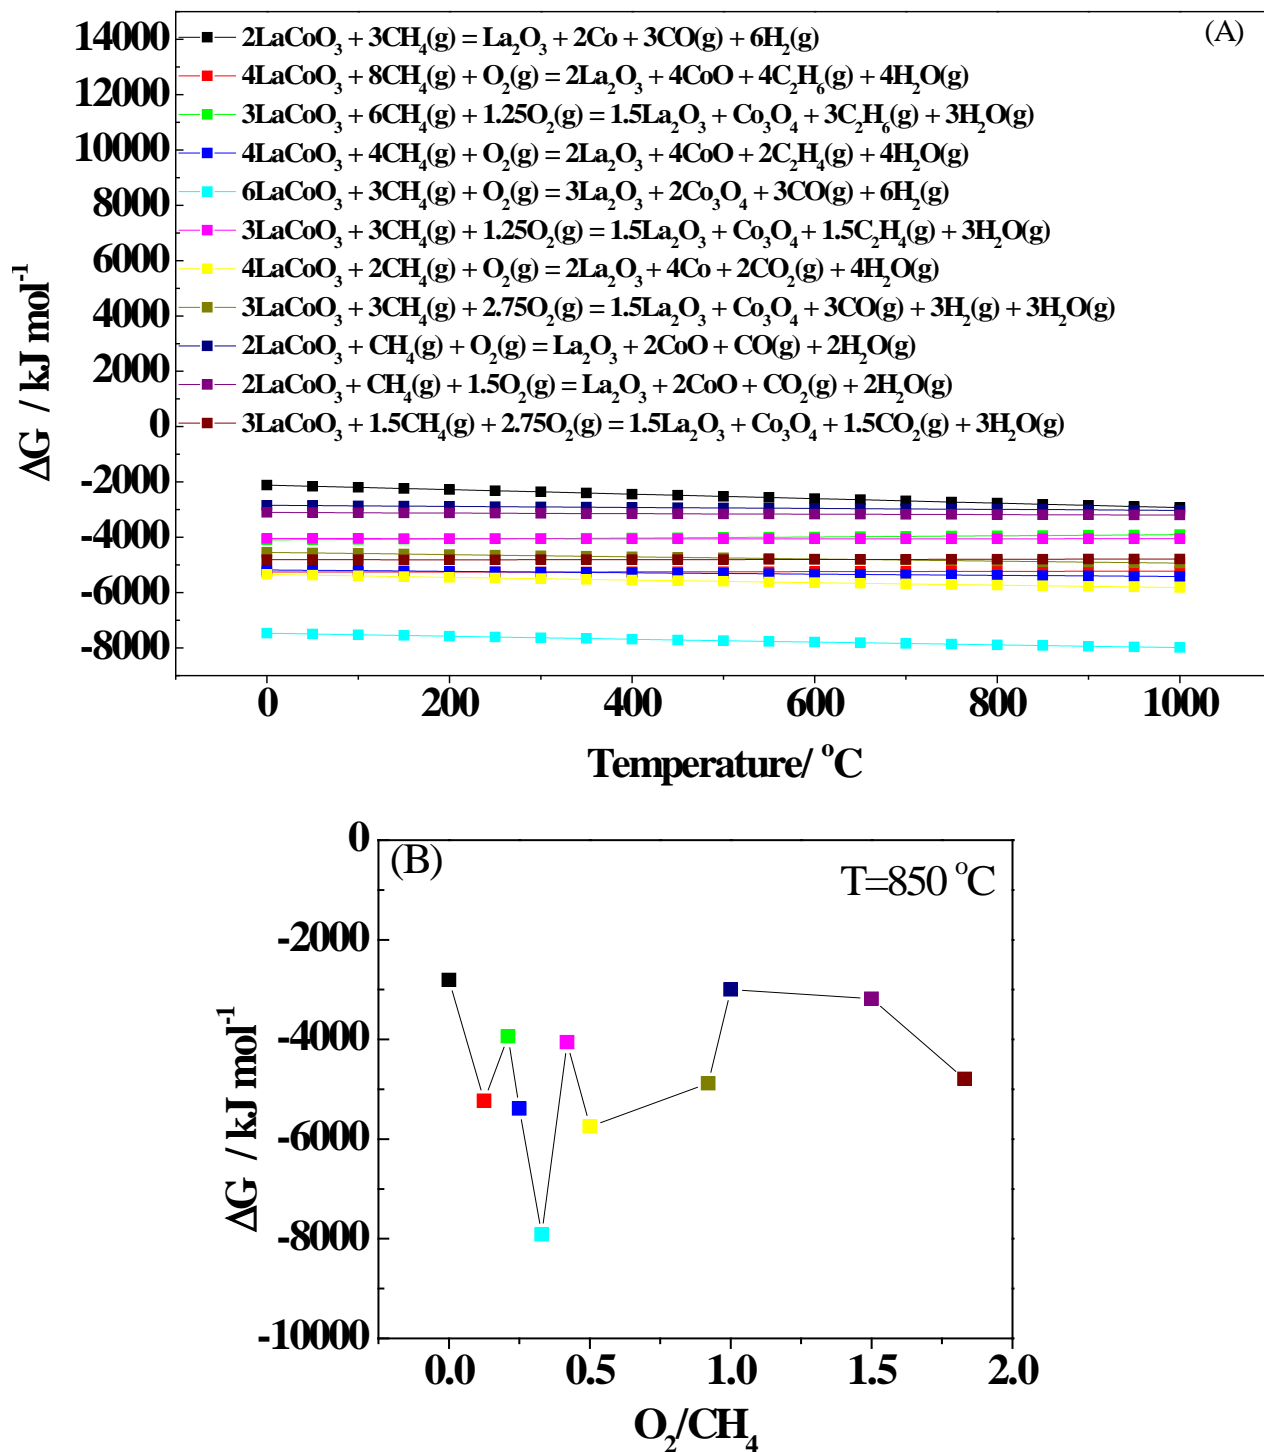 (A)
2LaCoO₃ + 3CH₄(g) = La₂O₃ + 2Co + 3CO(g) + 6H₂(g)
4LaCoO₃ + 8CH₄(g) + O₂(g) = 2La₂O₃ + 4CoO + 4C₂H₆(g) + 4H₂O(g)
3LaCoO₃ + 6CH₄(g) + 1.25O₂(g) = 1.5La₂O₃ + Co₃O₄ + 3C₂H₆(g) + 3H₂O(g)
4LaCoO₃ + 4CH₄(g) + O₂(g) = 2La₂O₃ + 4CoO + 2C₂H₄(g) + 4H₂O(g)
6LaCoO₃ + 3CH₄(g) + O₂(g) = 3La₂O₃ + 2Co₃O₄ + 3CO(g) + 6H₂(g)
3LaCoO₃ + 3CH₄(g) + 1.25O₂(g) = 1.5La₂O₃ + Co₃O₄ + 1.5C₂H₄(g) + 3H₂O(g)
4LaCoO₃ + 2CH₄(g) + O₂(g) = 2La₂O₃ + 4Co + 2CO₂(g) + 4H₂O(g)
3LaCoO₃ + 3CH₄(g) + 2.75O₂(g) = 1.5La₂O₃ + Co₃O₄ + 3CO(g) + 3H₂(g) + 3H₂O(g)
2LaCoO₃ + CH₄(g) + O₂(g) = La₂O₃ + 2CoO + CO(g) + 2H₂O(g)
2LaCoO₃ + CH₄(g) + 1.5O₂(g) = La₂O₃ + 2CoO + CO₂(g) + 2H₂O(g)
3LaCoO₃ + 1.5CH₄(g) + 2.75O₂(g) = 1.5La₂O₃ + Co₃O₄ + 1.5CO₂(g) + 3H₂O(g)
14000
12000
10000
8000
6000
4000
2000
0
-2000
-4000
-6000
-8000
ΔG / kJ mol⁻¹
0 200 400 600 800 1000
Temperature/ °C
(B)
T=850 °C
0
-2000
-4000
-6000
-8000
-10000
ΔG / kJ mol⁻¹
0.0 0.5 1.0 1.5 2.0
O₂/CH₄